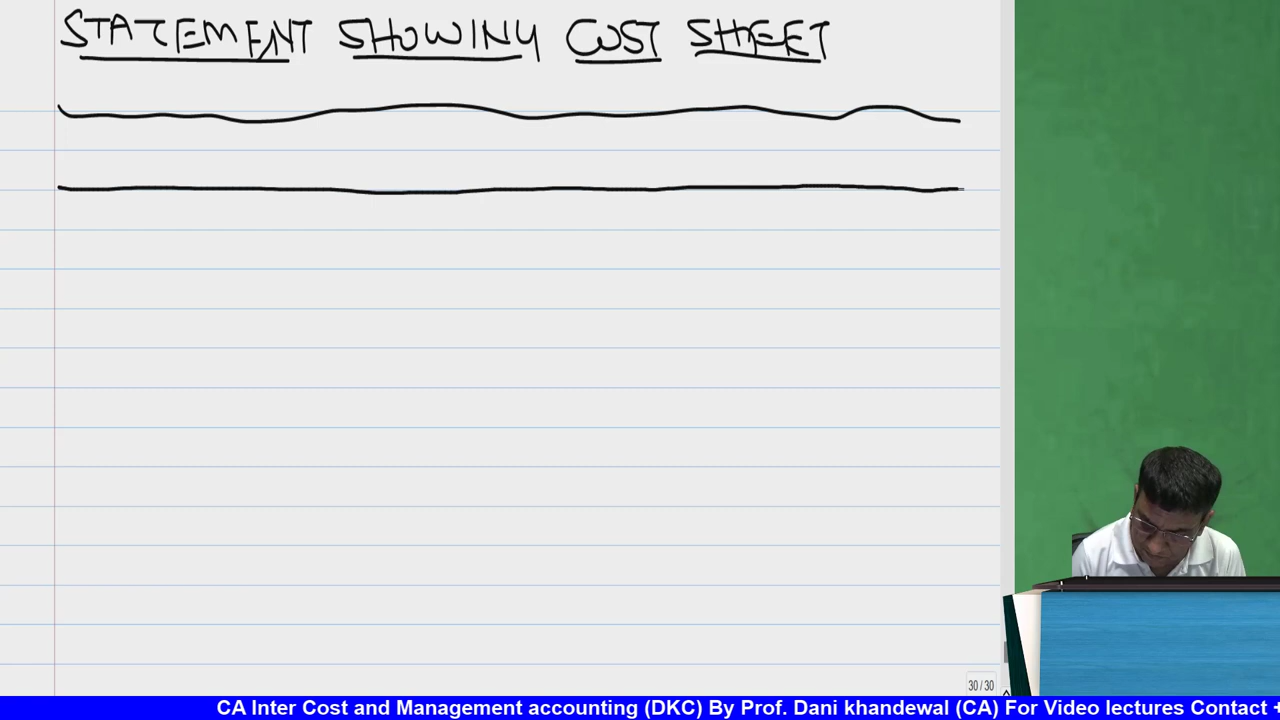 STATEMENT SHOWING COST SHEET
30/30
CA Inter Cost and Management accounting (DKC) By Prof. Dani khandewal (CA) For Video lectures Contact +